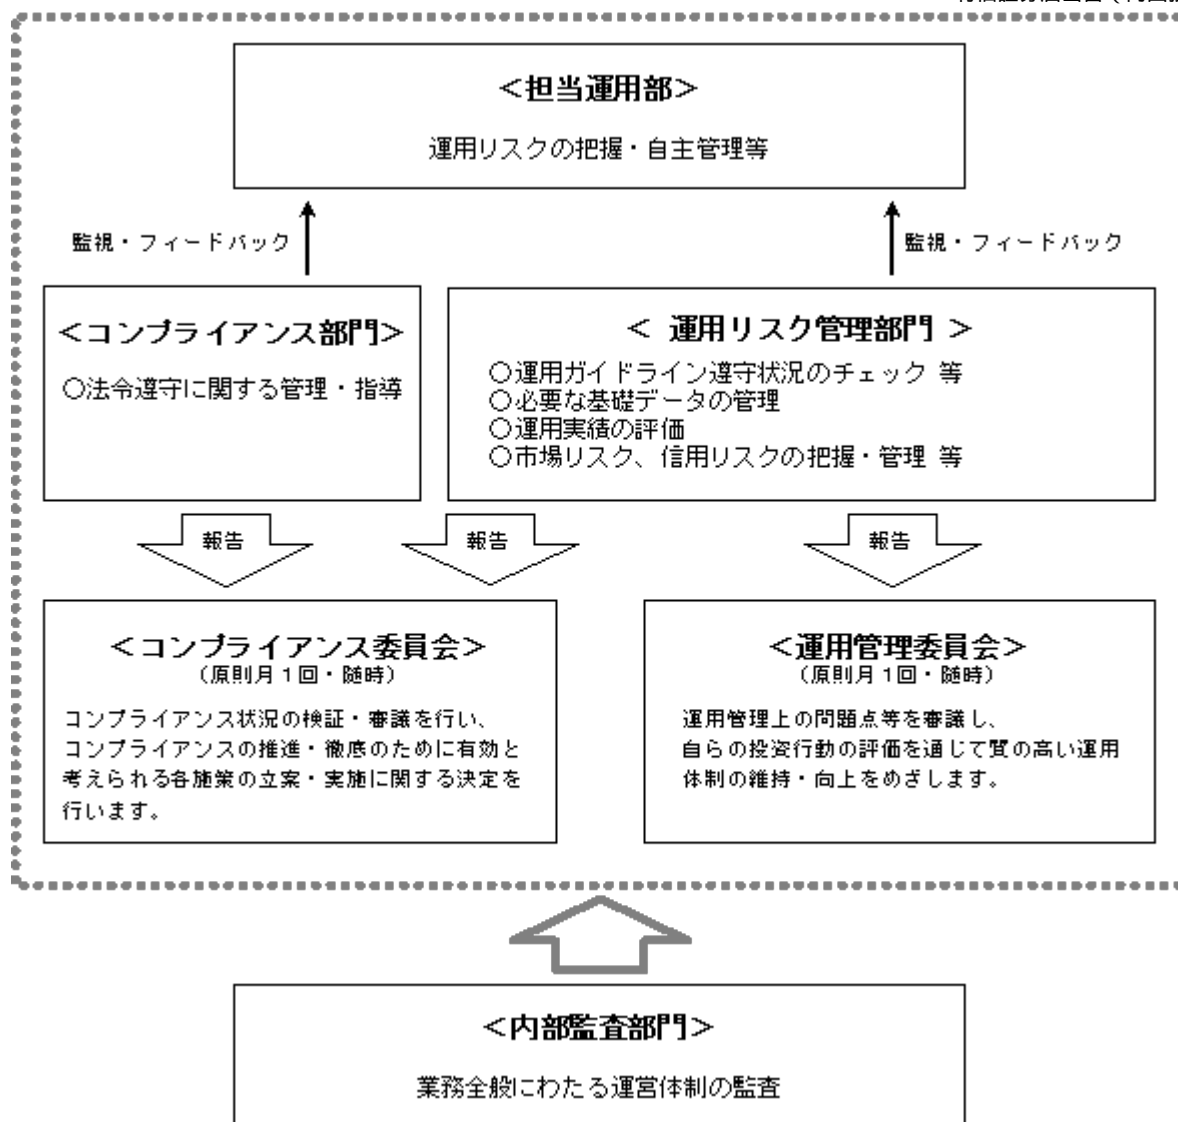 ＜担当運用部＞
運用リスクの把握・自主管理等
監視・フィードバック
監視・フィードバック
＜コンプライアンス部門＞
○法令遵守に関する管理・指導
＜ 運用リスク管理部門 ＞
○運用ガイドライン遵守状況のチェック 等
○必要な基礎データの管理
○運用実績の評価
○市場リスク、信用リスクの把握・管理 等
報告
報告
報告
＜コンプライアンス委員会＞
（原則月１回・随時）
コンプライアンス状況の検証・審議を行い、
コンプライアンスの推進・徹底のために有効と
考えられる各施策の立案・実施に関する決定を
行います。
＜運用管理委員会＞
（原則月１回・随時）
運用管理上の問題点等を審議し、
自らの投資行動の評価を通じて質の高い運用
体制の維持・向上をめざします。
＜内部監査部門＞
業務全般にわたる運営体制の監査